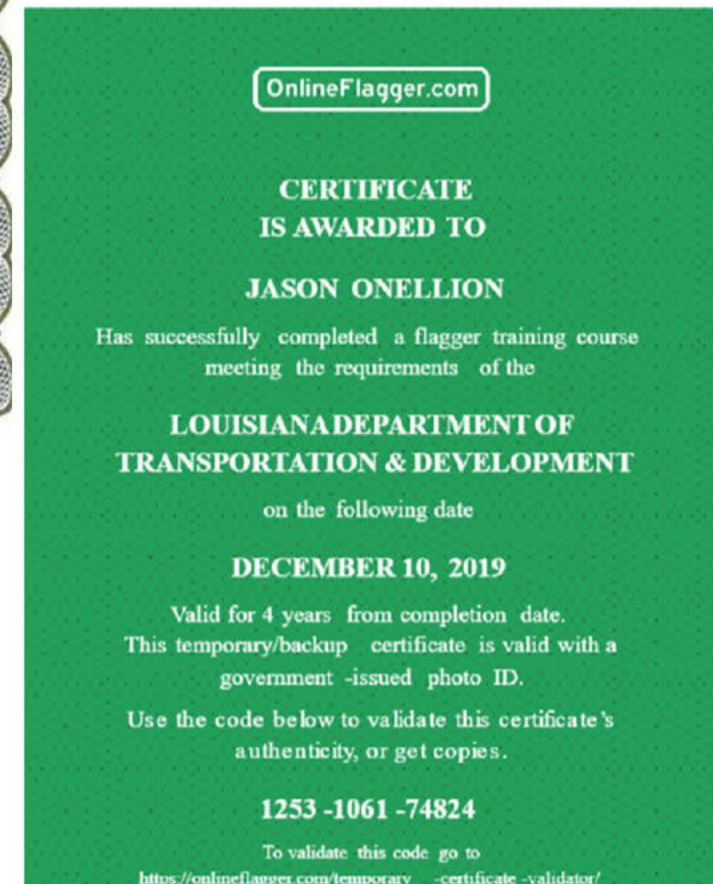 OnlineFlagger.com
CERTIFICATE
IS AWARDED TO
JASON ONELLION
Has successfully completed a flagger training course
meeting the requirements of the
LOUISIANADEPARTMENT OF
TRANSPORTATION & DEVELOPMENT
on the following date
DECEMBER 10, 2019
Valid for 4 years from completion date.
This temporary/backup certificate is valid with a
government -issued photo ID.
Use the code below to validate this certificate's
authenticity, or get copies.
1253 -1061 -74824
To validate this code go to
https://onlineflagger.com/temporary -certificate -validator/